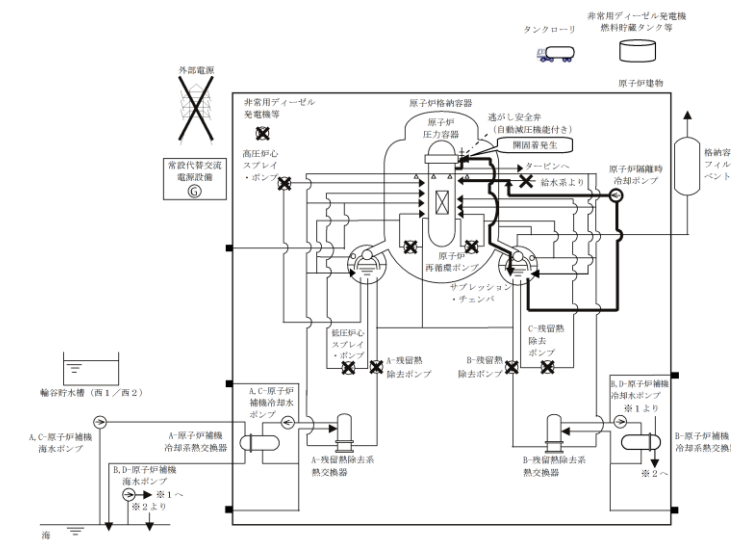 タンクローリ
非常用ディーゼル発電機
燃料貯蔵タンク等
外部電源
原子炉建物
非常用ディーゼル
発電機等
原子炉格納容器
逃がし安全弁
(自動減圧機能付き)
原子炉
圧力容器
開固着発生
高圧炉心
スプレイ
・ポンプ
常設代替交流
電源設備
G
タービンへ
給水系より
原子炉隔離時
冷却ポンプ
格納容
フィル
ベント
原子炉
再循環ポンプ
サプレッション
・チェンバ
低圧炉心
スプレイ
・ポンプ
A-残留熱
除去ポンプ
B-残留熱
除去ポンプ
C-残留熱
除去
ポンプ
輪谷貯水槽(西1/西2)
A,C-原子炉
補機冷却水
ポンプ
B,D-原子炉補機
冷却水ポンプ
※1より
A,C-原子炉補機
海水ポンプ
A-原子炉補機
冷却系熱交換器
B-原子炉補機
冷却系熱交換
A-残留熱除去系
熱交換器
B-残留熱除去系
熱交換器
※2へ
B,D-原子炉補機
海水ポンプ
※1へ
※2より
海